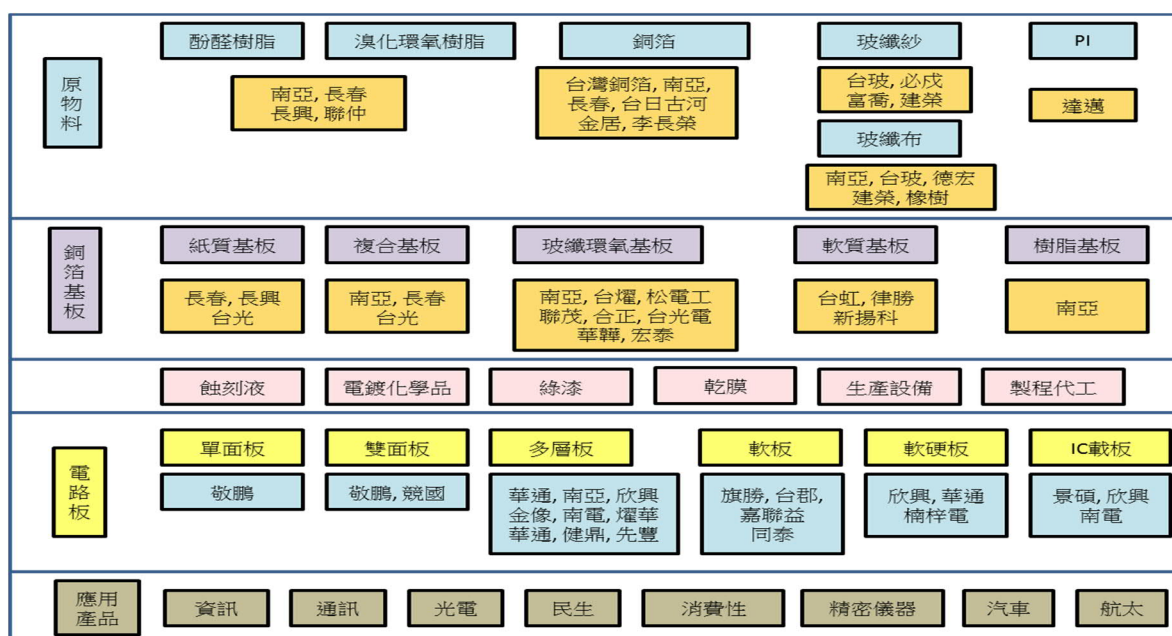 原
物
料
酚醛樹脂
溴化環氧樹脂
銅箔
玻纖紗
PI
南亞, 長春
長興, 聯仲
台灣銅箔, 南亞,
長春, 台日古河
金居, 李長榮
台玻, 必成
富喬, 建榮
達邁
玻纖布
南亞, 台玻, 德宏
建榮, 橡樹
銅
箔
基
板
紙質基板
複合基板
玻纖環氧基板
軟質基板
樹脂基板
長春, 長興
台光
南亞, 長春
台光
南亞, 台燿, 松電工
聯茂, 合正, 台光電
華韡, 宏泰
台虹, 律勝
新揚科
南亞
蝕刻液
電鍍化學品
綠漆
乾膜
生產設備
製程代工
電
路
板
單面板
雙面板
多層板
軟板
軟硬板
IC載板
敬鵬
敬鵬, 競國
華通, 南亞, 欣興
金像, 南電, 燿華
華通, 健鼎, 先豐
旗勝, 台郡,
嘉聯益
同泰
欣興, 華通
楠梓電
景碩, 欣興
南電
應用
產品
資訊
通訊
光電
民生
消費性
精密儀器
汽車
航太